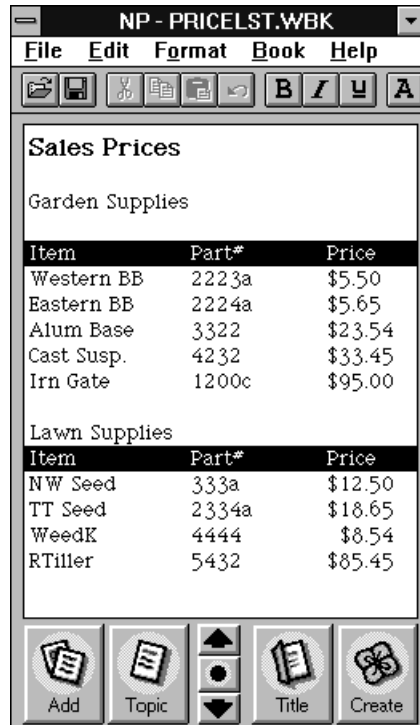 NP - PRICELST.WBK
File Edit Format Book Help
B I U A
Sales Prices
Garden Supplies
Item Part# Price
Western BB 2223a $5.50
Eastern BB 2224a $5.65
Alum Base 3322 $23.54
Cast Susp. 4232 $33.45
Irn Gate 1200c $95.00
Lawn Supplies
Item Part# Price
NW Seed 333a $12.50
TT Seed 2334a $18.65
WeedK 4444 $8.54
RTiller 5432 $85.45
Add Topic Title Create